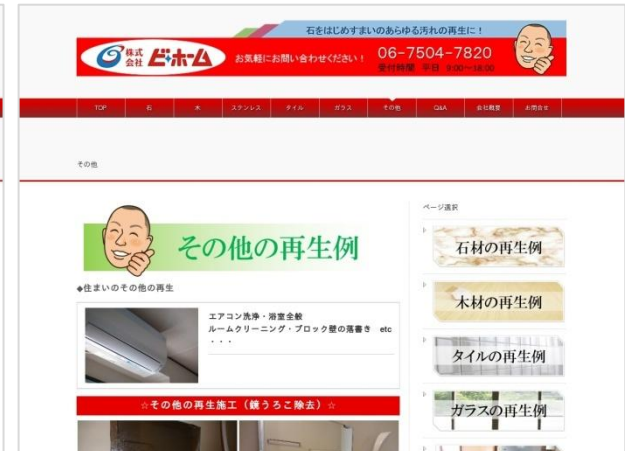 石をはじめすまいのあらゆる汚れの再生に！
株式会社 ビ・ホーム
お気軽にお問い合わせください！
06-7504-7820
受付時間 平日 9:00〜18:00
TOP 石 木 ステンレス タイル ガラス その他 Q&A 会社概要 お問合せ
その他
その他の再生例
◆住まいのその他の再生
エアコン洗浄・浴室全般
ルームクリーニング・ブロック壁の落書き etc
・・・
☆その他の再生施工（鏡うろこ除去）☆
ページ選択
石材の再生例
木材の再生例
タイルの再生例
ガラスの再生例